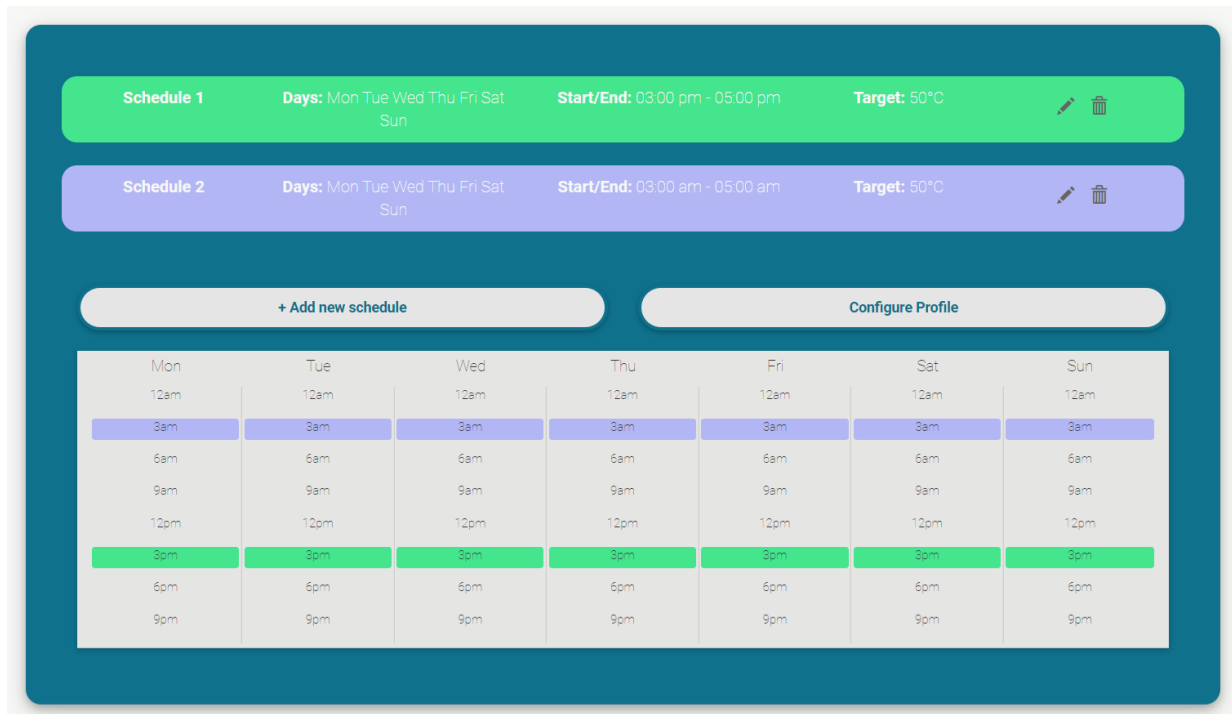 Schedule 1 Days: Mon Tue Wed Thu Fri Sat Start/End: 03:00 pm - 05:00 pm Target: 50°C
Sun
Schedule 2 Days: Mon Tue Wed Thu Fri Sat Start/End: 03:00 am - 05:00 am Target: 50°C
Sun
+ Add new schedule Configure Profile
Mon Tue Wed Thu Fri Sat Sun
12am 12am 12am 12am 12am 12am 12am
3am 3am 3am 3am 3am 3am 3am
6am 6am 6am 6am 6am 6am 6am
9am 9am 9am 9am 9am 9am 9am
12pm 12pm 12pm 12pm 12pm 12pm 12pm
3pm 3pm 3pm 3pm 3pm 3pm 3pm
6pm 6pm 6pm 6pm 6pm 6pm 6pm
9pm 9pm 9pm 9pm 9pm 9pm 9pm